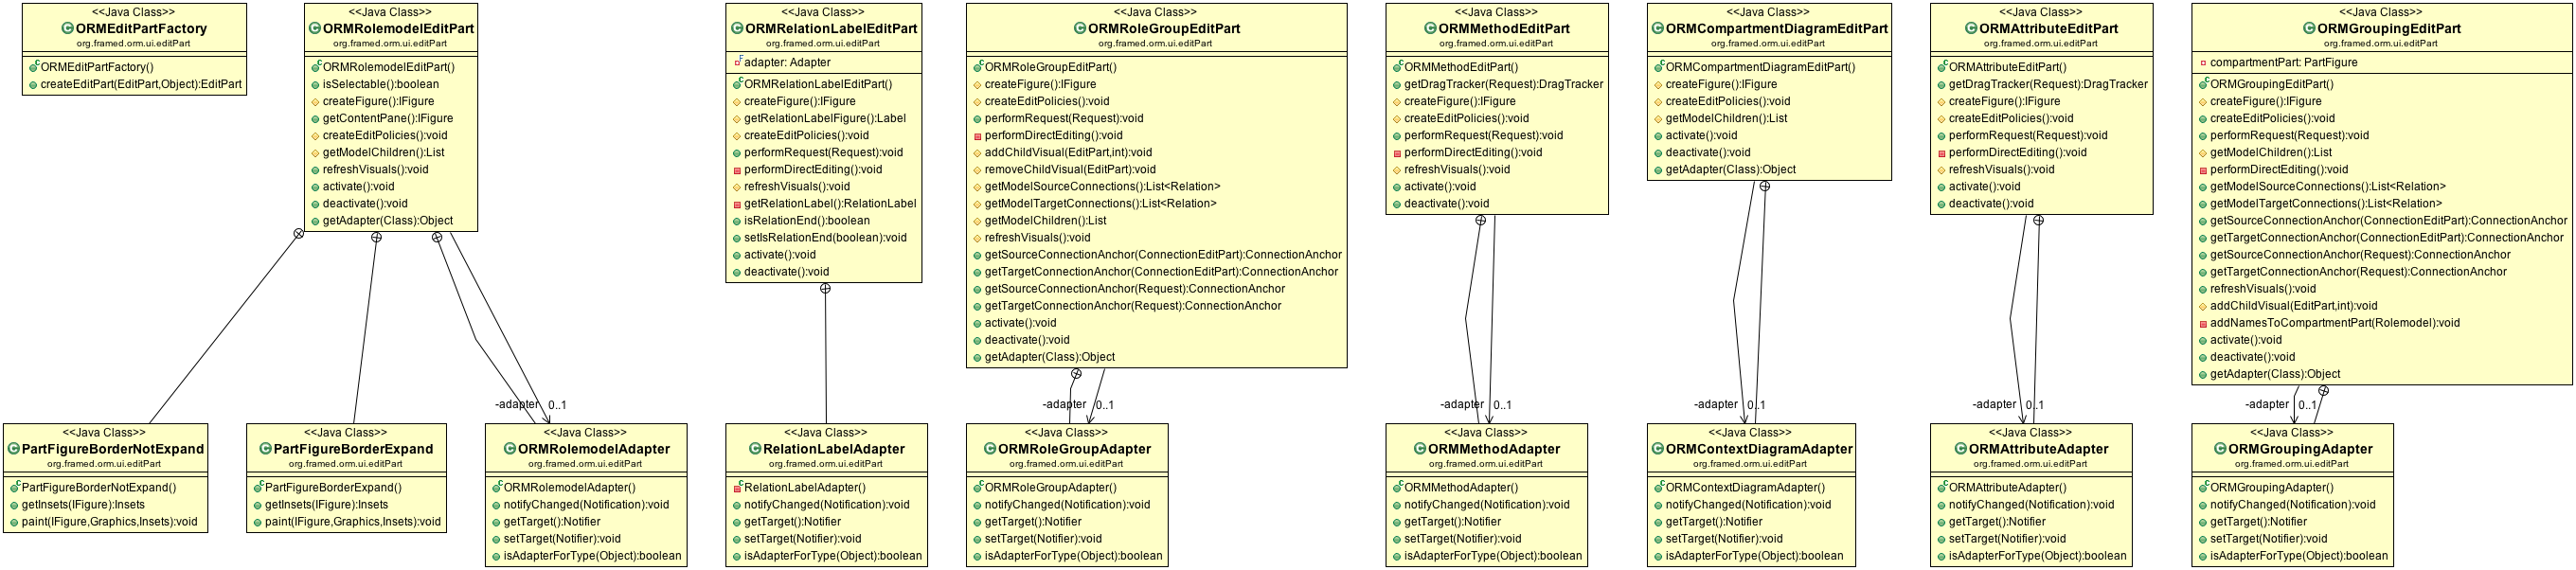 <<Java Class>>
ORMEditPartFactory
org.framed.orm.ui.editPart
ORMEditPartFactory()
createEditPart(EditPart,Object):EditPart
<<Java Class>>
ORMRolemodelEditPart
org.framed.orm.ui.editPart
ORMRolemodelEditPart()
isSelectable():boolean
createFigure():IFigure
getContentPane():IFigure
createEditPolicies():void
getModelChildren():List
refreshVisuals():void
activate():void
deactivate():void
getAdapter(Class):Object
<<Java Class>>
ORMRelationLabelEditPart
org.framed.orm.ui.editPart
adapter: Adapter
ORMRelationLabelEditPart()
createFigure():IFigure
getRelationLabelFigure():Label
createEditPolicies():void
performRequest(Request):void
performDirectEditing():void
refreshVisuals():void
getRelationLabel():RelationLabel
isRelationEnd():boolean
setIsRelationEnd(boolean):void
activate():void
deactivate():void
<<Java Class>>
ORMRoleGroupEditPart
org.framed.orm.ui.editPart
ORMRoleGroupEditPart()
createFigure():IFigure
createEditPolicies():void
performRequest(Request):void
performDirectEditing():void
addChildVisual(EditPart,int):void
removeChildVisual(EditPart):void
getModelSourceConnections():List<Relation>
getModelTargetConnections():List<Relation>
getModelChildren():List
refreshVisuals():void
getSourceConnectionAnchor(ConnectionEditPart):ConnectionAnchor
getTargetConnectionAnchor(ConnectionEditPart):ConnectionAnchor
getSourceConnectionAnchor(Request):ConnectionAnchor
getTargetConnectionAnchor(Request):ConnectionAnchor
activate():void
deactivate():void
getAdapter(Class):Object
<<Java Class>>
ORMMethodEditPart
org.framed.orm.ui.editPart
ORMMethodEditPart()
getDragTracker(Request):DragTracker
createFigure():IFigure
createEditPolicies():void
performRequest(Request):void
performDirectEditing():void
refreshVisuals():void
activate():void
deactivate():void
<<Java Class>>
ORMCompartmentDiagramEditPart
org.framed.orm.ui.editPart
ORMCompartmentDiagramEditPart()
createFigure():IFigure
createEditPolicies():void
getModelChildren():List
activate():void
deactivate():void
getAdapter(Class):Object
<<Java Class>>
ORMAttributeEditPart
org.framed.orm.ui.editPart
ORMAttributeEditPart()
getDragTracker(Request):DragTracker
createFigure():IFigure
createEditPolicies():void
performRequest(Request):void
performDirectEditing():void
refreshVisuals():void
activate():void
deactivate():void
<<Java Class>>
ORMGroupingEditPart
org.framed.orm.ui.editPart
compartmentPart: PartFigure
ORMGroupingEditPart()
createFigure():IFigure
createEditPolicies():void
performRequest(Request):void
getModelChildren():List
performDirectEditing():void
getModelSourceConnections():List<Relation>
getModelTargetConnections():List<Relation>
getSourceConnectionAnchor(ConnectionEditPart):ConnectionAnchor
getTargetConnectionAnchor(ConnectionEditPart):ConnectionAnchor
getSourceConnectionAnchor(Request):ConnectionAnchor
getTargetConnectionAnchor(Request):ConnectionAnchor
refreshVisuals():void
addChildVisual(EditPart,int):void
addNamesToCompartmentPart(Rolemodel):void
activate():void
deactivate():void
getAdapter(Class):Object
-adapter 0..1
-adapter 0..1
-adapter 0..1
-adapter 0..1
-adapter 0..1
-adapter 0..1
<<Java Class>>
PartFigureBorderNotExpand
org.framed.orm.ui.editPart
PartFigureBorderNotExpand()
getInsets(IFigure):Insets
paint(IFigure,Graphics,Insets):void
<<Java Class>>
PartFigureBorderExpand
org.framed.orm.ui.editPart
PartFigureBorderExpand()
getInsets(IFigure):Insets
paint(IFigure,Graphics,Insets):void
<<Java Class>>
ORMRolemodelAdapter
org.framed.orm.ui.editPart
ORMRolemodelAdapter()
notifyChanged(Notification):void
getTarget():Notifier
setTarget(Notifier):void
isAdapterForType(Object):boolean
<<Java Class>>
RelationLabelAdapter
org.framed.orm.ui.editPart
RelationLabelAdapter()
notifyChanged(Notification):void
getTarget():Notifier
setTarget(Notifier):void
isAdapterForType(Object):boolean
<<Java Class>>
ORMRoleGroupAdapter
org.framed.orm.ui.editPart
ORMRoleGroupAdapter()
notifyChanged(Notification):void
getTarget():Notifier
setTarget(Notifier):void
isAdapterForType(Object):boolean
<<Java Class>>
ORMMethodAdapter
org.framed.orm.ui.editPart
ORMMethodAdapter()
notifyChanged(Notification):void
getTarget():Notifier
setTarget(Notifier):void
isAdapterForType(Object):boolean
<<Java Class>>
ORMContextDiagramAdapter
org.framed.orm.ui.editPart
ORMContextDiagramAdapter()
notifyChanged(Notification):void
getTarget():Notifier
setTarget(Notifier):void
isAdapterForType(Object):boolean
<<Java Class>>
ORMAttributeAdapter
org.framed.orm.ui.editPart
ORMAttributeAdapter()
notifyChanged(Notification):void
getTarget():Notifier
setTarget(Notifier):void
isAdapterForType(Object):boolean
<<Java Class>>
ORMGroupingAdapter
org.framed.orm.ui.editPart
ORMGroupingAdapter()
notifyChanged(Notification):void
getTarget():Notifier
setTarget(Notifier):void
isAdapterForType(Object):boolean